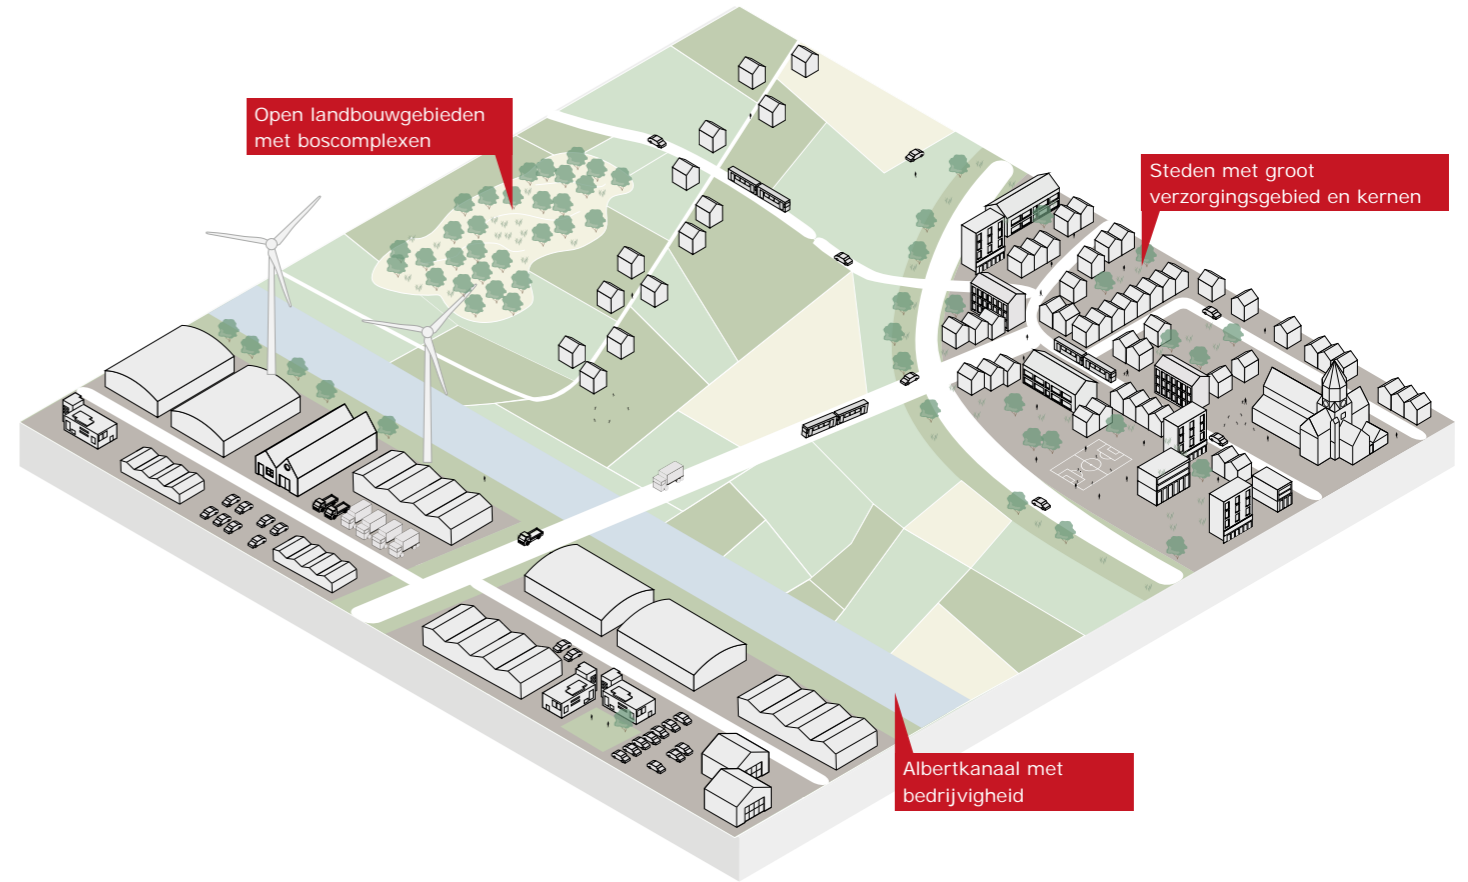 Open landbouwgebieden
met boscomplexen
Steden met groot
verzorgingsgebied en kernen
Albertkanaal met
bedrijvigheid